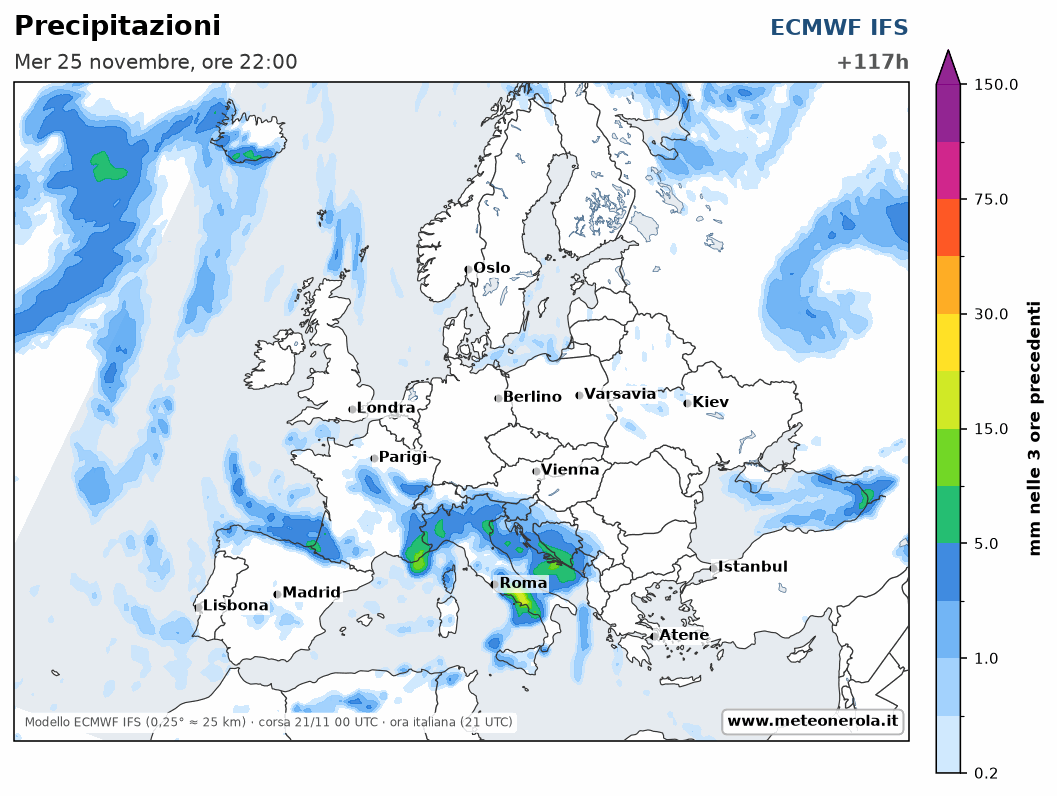 Precipitazioni
ECMWF IFS
Mer 25 novembre, ore 22:00
+117h
150.0
75.0
30.0
15.0
5.0
1.0
0.2
mm nelle 3 ore precedenti
Oslo
Londra
Berlino
Varsavia
Kiev
Parigi
Vienna
Istanbul
Roma
Madrid
Lisbona
Atene
Modello ECMWF IFS (0,25° ≈ 25 km) · corsa 21/11 00 UTC · ora italiana (21 UTC)
www.meteonerola.it